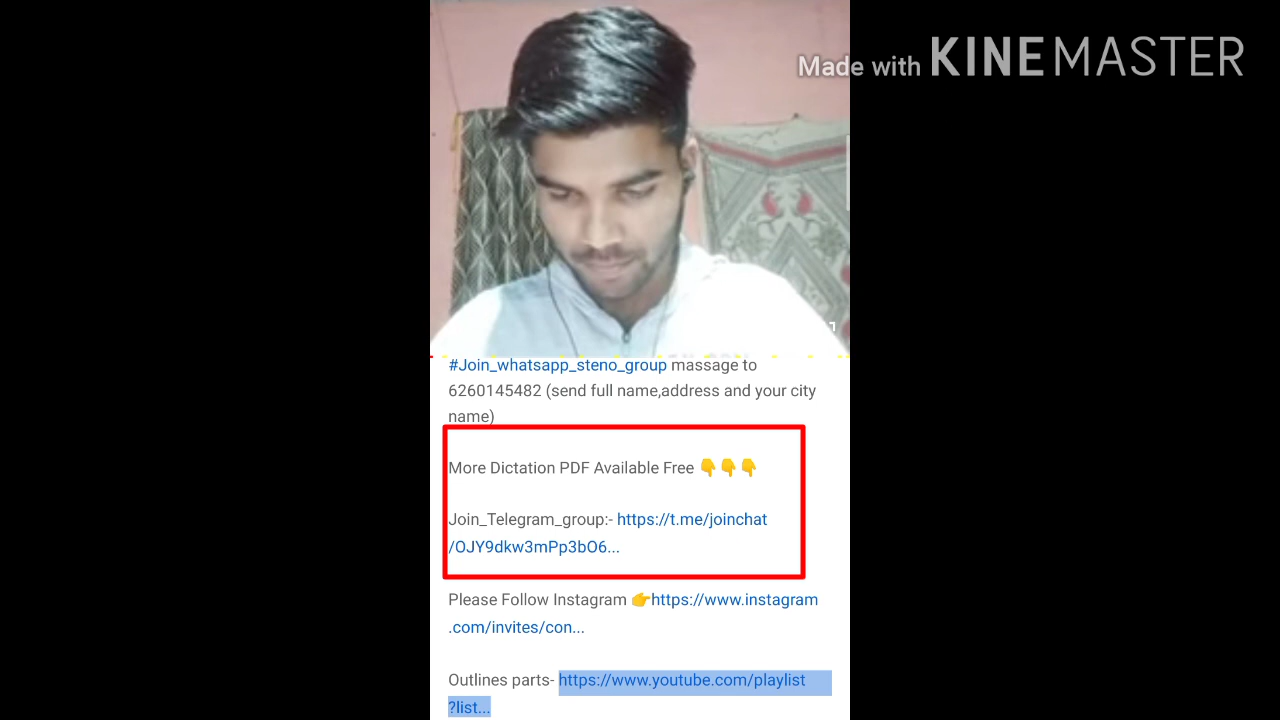 Made with KINEMASTER
#Join_whatsapp_steno_group massage to
6260145482 (send full name,address and your city
name)
More Dictation PDF Available Free 👇👇👇
Join_Telegram_group:- https://t.me/joinchat
/OJY9dkw3mPp3bO6...
Please Follow Instagram 👉https://www.instagram
.com/invites/con...
Outlines parts- https://www.youtube.com/playlist
?list...